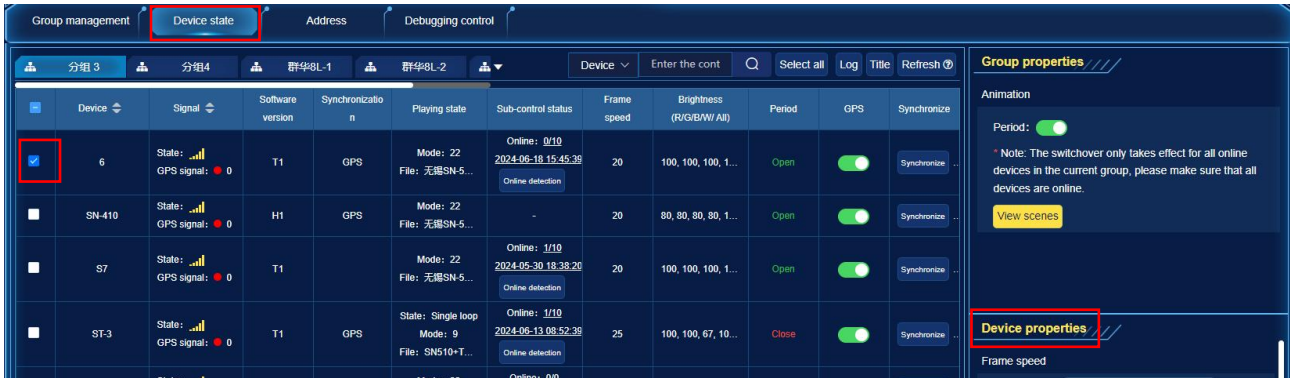 Group management Device state Address Debugging control
分组 3 分组4 群华8L-1 群华8L-2 Device Enter the cont Select all Log Title Refresh
Device Signal Software version Synchronizatio n Playing state Sub-control status Frame speed Brightness (R/G/B/W/ All) Period GPS Synchronize
6
State:
GPS signal: 0
T1
GPS
Mode: 22
File: 无锡SN-5...
Online: 0/10
2024-06-18 15:45:39
Online detection
20
100, 100, 100, 1...
Open
Synchronize ..
SN-410
State:
GPS signal: 0
H1
GPS
Mode: 22
File: 无锡SN-5...
-
20
80, 80, 80, 80, 1...
Open
Synchronize ..
S7
State:
GPS signal: 0
T1
Mode: 22
File: 无锡SN-5...
Online: 1/10
2024-05-30 18:38:20
Online detection
20
100, 100, 100, 1...
Open
Synchronize ..
ST-3
State:
GPS signal: 0
T1
GPS
State: Single loop
Mode: 9
File: SN510+T...
Online: 1/10
2024-06-13 08:52:39
Online detection
25
100, 100, 67, 10...
Close
Synchronize ..
Group properties
Animation
Period:
* Note: The switchover only takes effect for all online
devices in the current group, please make sure that all
devices are online.
View scenes
Device properties
Frame speed